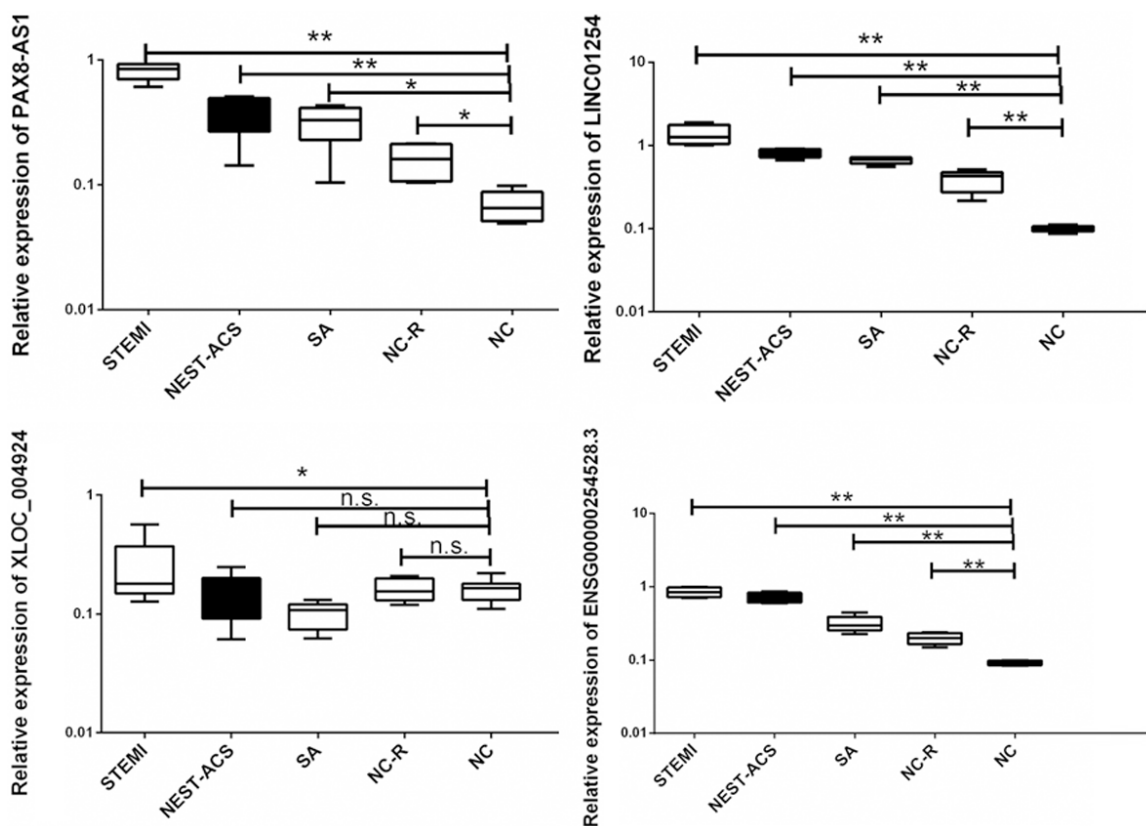 Relative expression of PAX8-AS1
1
0.1
0.01
**
**
*
*
STEMI
NEST-ACS
SA
NC-R
NC
Relative expression of LINC01254
10
1
0.1
0.01
**
**
**
**
STEMI
NEST-ACS
SA
NC-R
NC
Relative expression of XLOC_004924
1
0.1
0.01
*
n.s.
n.s.
n.s.
STEMI
NEST-ACS
SA
NC-R
NC
Relative expression of ENSG00000254528.3
10
1
0.1
0.01
**
**
**
**
STEMI
NEST-ACS
SA
NC-R
NC